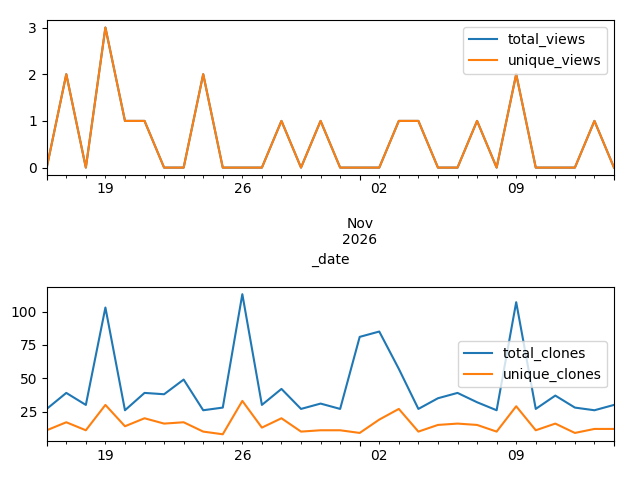 3
2
1
0
total_views
unique_views
19
26
02
09
Nov
2026
_date
100
75
50
25
total_clones
unique_clones
19
26
02
09